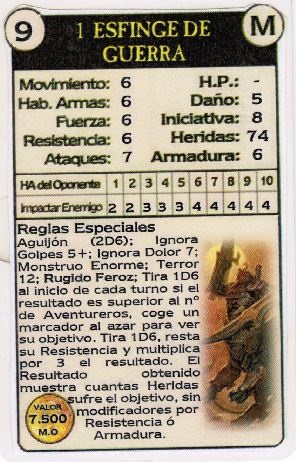 9
1 ESFINGE DE
GUERRA
M
Movimiento: 6 H.P.: -
Hab. Armas: 6 Daño: 5
Fuerza: 6 Iniciativa: 8
Resistencia: 6 Heridas: 74
Ataques: 7 Armadura: 6
HA del Oponente 1 2 3 4 5 6 7 8 9 10
Impactar Enemigo 2 2 3 3 3 4 4 4 4 4
Reglas Especiales
Aguijón (2D6); Ignora
Golpes 5+; Ignora Dolor 7;
Monstruo Enorme; Terror
12; Rugido Feroz; Tira 1D6
al inicio de cada turno si el
resultado es superior al nº
de Aventureros, coge un
marcador al azar para ver
su objetivo. Tira 1D6, resta
su Resistencia y multiplica
por 3 el resultado. El
Resultado obtenido
muestra cuantas Heridas
sufre el objetivo, sin
modificadores por
Resistencia ó
Armadura.
VALOR
7.500
M.O